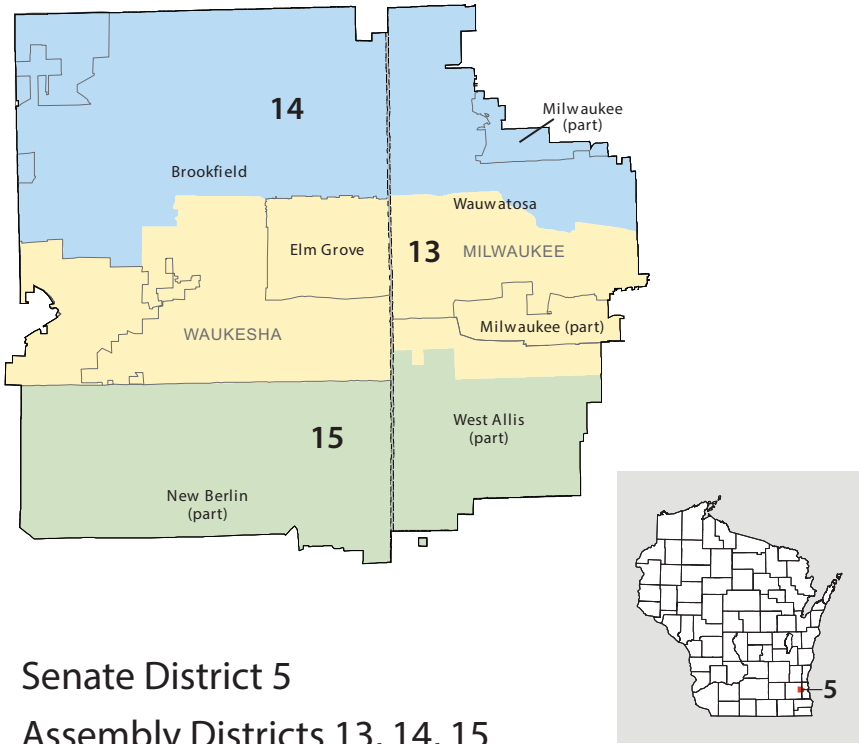 14
Milwaukee
(part)
Brookfield
Wauwatosa
Elm Grove
13
MILWAUKEE
Milwaukee (part)
WAUKESHA
West Allis
(part)
15
New Berlin
(part)
Senate District 5
5
Assembly Districts 13, 14, 15